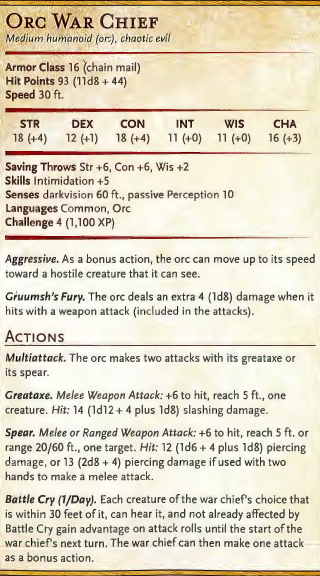 ORC WAR CHIEF
Medium humanoid (orc), chaotic evil
Armor Class 16 (chain mail)
Hit Points 93 (11d8 + 44)
Speed 30 ft.
STR DEX CON INT WIS CHA
18 (+4) 12 (+1) 18 (+4) 11 (+0) 11 (+0) 16 (+3)
Saving Throws Str +6, Con +6, Wis +2
Skills Intimidation +5
Senses darkvision 60 ft., passive Perception 10
Languages Common, Orc
Challenge 4 (1,100 XP)
Aggressive. As a bonus action, the orc can move up to its speed
toward a hostile creature that it can see.
Gruumsh's Fury. The orc deals an extra 4 (1d8) damage when it
hits with a weapon attack (included in the attacks).
ACTIONS
Multiattack. The orc makes two attacks with its greataxe or
its spear.
Greataxe. Melee Weapon Attack: +6 to hit, reach 5 ft., one
creature. Hit: 14 (1d12 + 4 plus 1d8) slashing damage.
Spear. Melee or Ranged Weapon Attack: +6 to hit, reach 5 ft. or
range 20/60 ft., one target. Hit: 12 (1d6 + 4 plus 1d8) piercing
damage, or 13 (2d8 + 4) piercing damage if used with two
hands to make a melee attack.
Battle Cry (1/Day). Each creature of the war chief's choice that
is within 30 feet of it, can hear it, and not already affected by
Battle Cry gain advantage on attack rolls until the start of the
war chief's next turn. The war chief can then make one attack
as a bonus action.